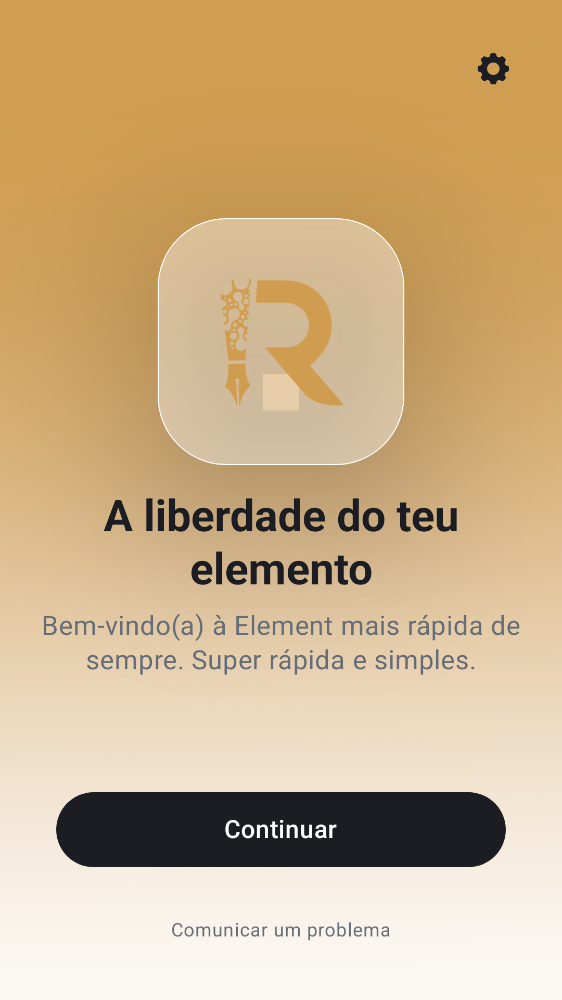 R
A liberdade do teu
elemento
Bem-vindo(a) à Element mais rápida de
sempre. Super rápida e simples.
Continuar
Comunicar um problema